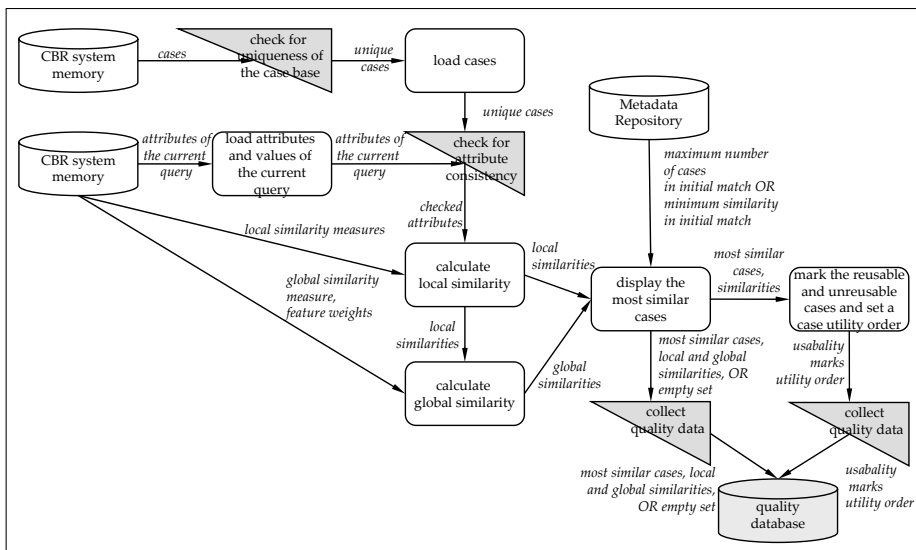 CBR system
memory
cases
check for
uniqueness of
the case base
unique
cases
load cases
unique cases
Metadata
Repository
CBR system
memory
attributes of
the current
query
load attributes
and values of
the current
query
attributes of
the current
query
check for
attribute
consistency
maximum number
of cases
in initial match OR
minimum similarity
in initial match
checked
attributes
local similarity measures
calculate
local similarity
local
similarities
display the
most similar
cases
most similar
cases,
similarities
mark the reusable
and unreusable
cases and set a
case utility order
global similarity
measure,
feature weights
local
similarities
calculate
global similarity
global
similarities
most similar cases,
local and global
similarities, OR
empty set
usabality
marks
utility order
collect
quality data
collect
quality data
most similar cases, local
and global similarities,
OR empty set
usabality
marks
utility order
quality
database